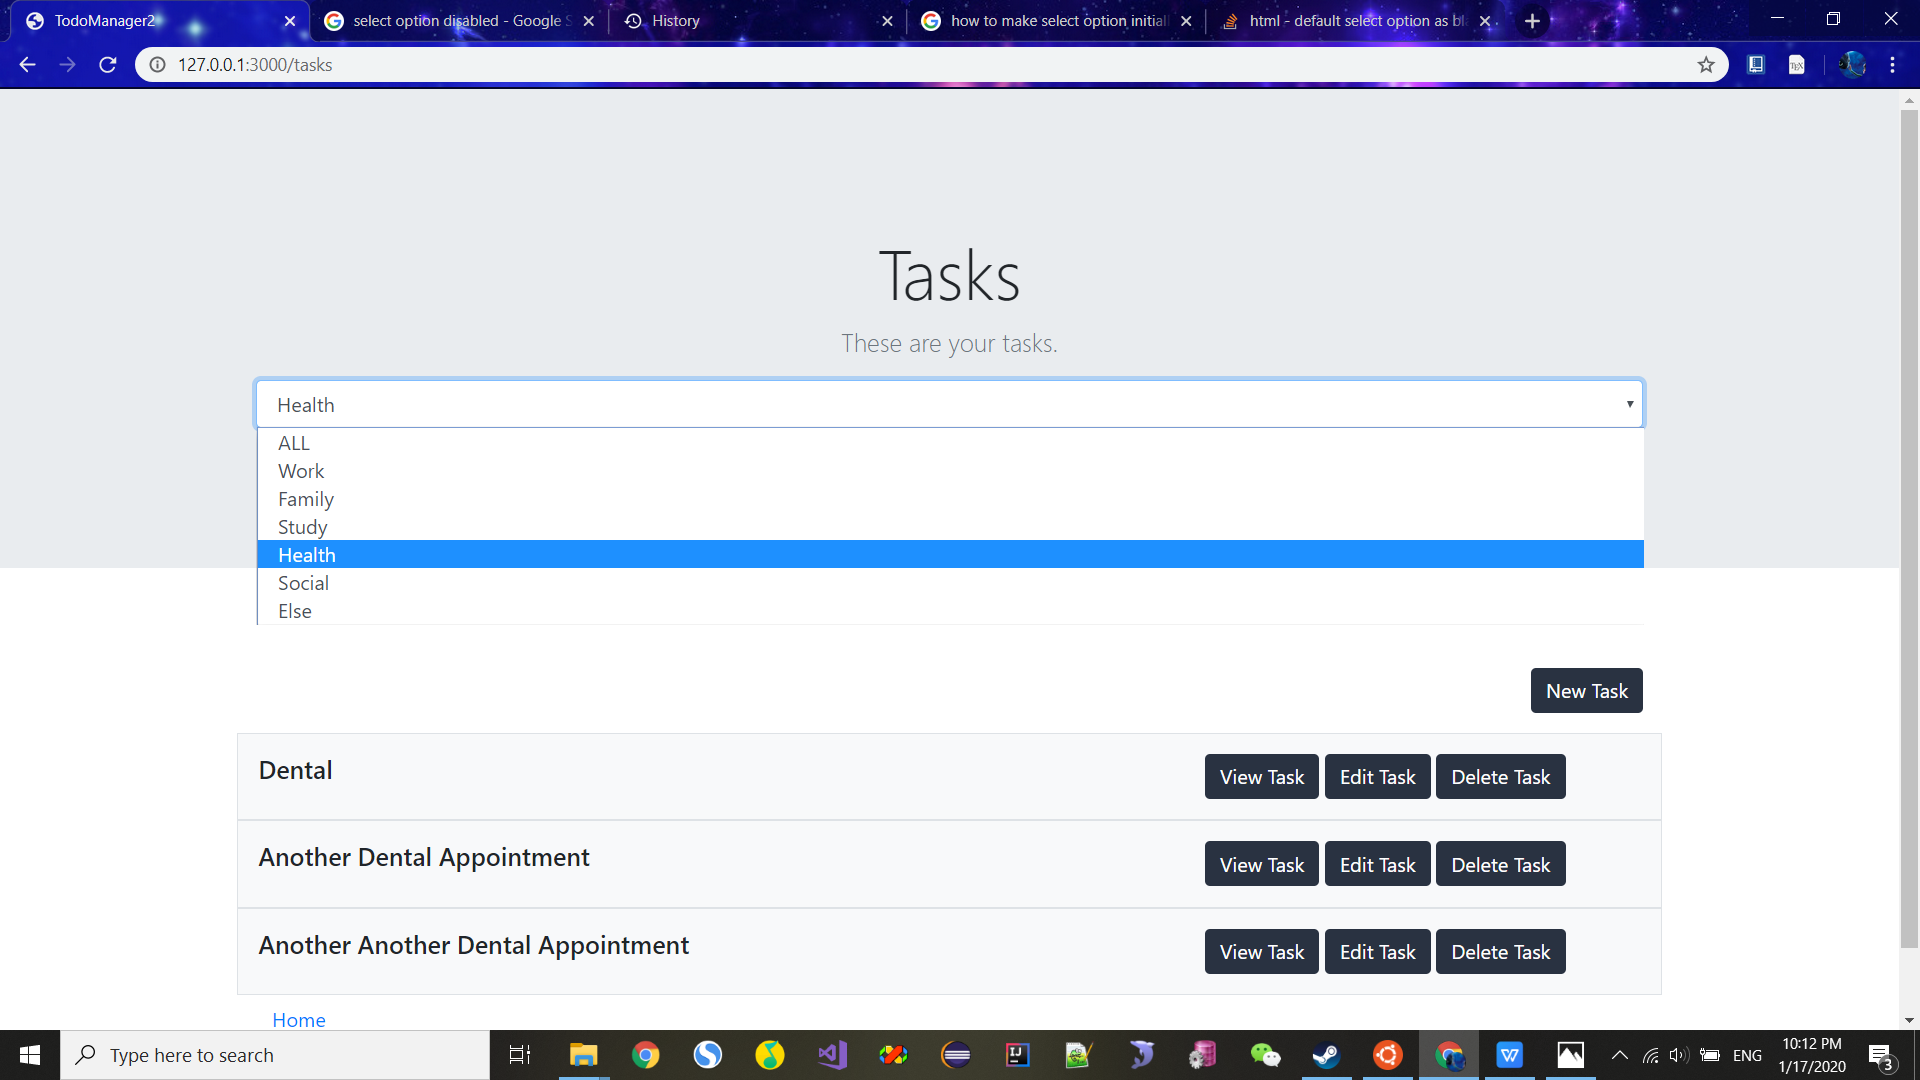 TodoManager2
select option disabled - Google S
History
how to make select option initial
html - default select option as bl
127.0.0.1:3000/tasks
Tasks
These are your tasks.
Health
ALL
Work
Family
Study
Health
Social
Else
New Task
Dental
View Task Edit Task Delete Task
Another Dental Appointment
View Task Edit Task Delete Task
Another Another Dental Appointment
View Task Edit Task Delete Task
Home
Type here to search
ENG
10:12 PM
1/17/2020
3